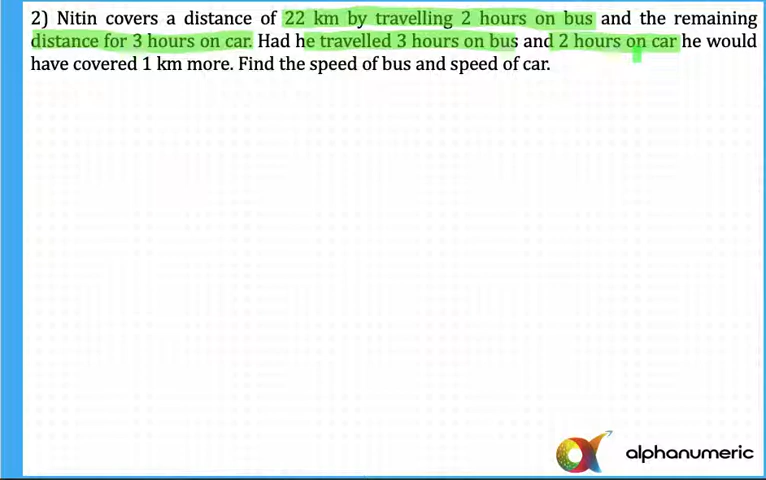 2) Nitin covers a distance of 22 km by travelling 2 hours on bus and the remaining
distance for 3 hours on car. Had he travelled 3 hours on bus and 2 hours on car he would
have covered 1 km more. Find the speed of bus and speed of car.
alphanumeric